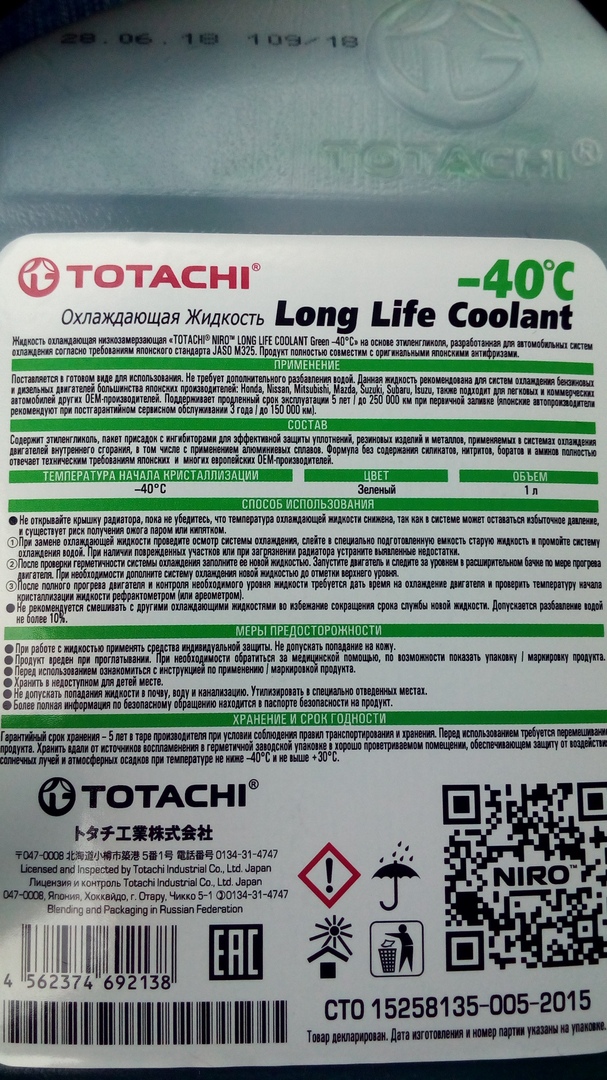 28.06.18 109/18
TOTACHI®
TOTACHI®
-40°C
Охлаждающая Жидкость Long Life Coolant
Жидкость охлаждающая низкозамерзающая «TOTACHI® NIRO™ LONG LIFE COOLANT Green -40°C» на основе этиленгликоля, разработанная для автомобильных систем
охлаждения согласно требованиям японского стандарта JASO M325. Продукт полностью совместим с оригинальными японскими антифризами.
ПРИМЕНЕНИЕ
Поставляется в готовом виде для использования. Не требует дополнительного разбавления водой. Данная жидкость рекомендована для систем охлаждения бензиновых
и дизельных двигателей большинства японских производителей: Honda, Nissan, Mitsubishi, Mazda, Suzuki, Subaru, Isuzu, также подходит для легковых и коммерческих
автомобилей других OEM-производителей. Поддерживает продленный срок эксплуатации 5 лет / до 250 000 км при первичной заливке (японские автопроизводители
рекомендуют при постгарантийном сервисном обслуживании 3 года / до 150 000 км).
СОСТАВ
Содержит этиленгликоль, пакет присадок с ингибиторами для эффективной защиты уплотнений, резиновых изделий и металлов, применяемых в системах охлаждения
двигателей внутреннего сгорания, в том числе с применением алюминиевых сплавов. Формула без содержания силикатов, нитритов, боратов и аминов полностью
отвечает техническим требованиям японских и многих европейских OEM-производителей.
ТЕМПЕРАТУРА НАЧАЛА КРИСТАЛЛИЗАЦИИ ЦВЕТ ОБЪЕМ
-40°C Зеленый 1 л
СПОСОБ ИСПОЛЬЗОВАНИЯ
● Не открывайте крышку радиатора, пока не убедитесь, что температура охлаждающей жидкости снижена, так как в системе может оставаться избыточное давление,
и существует риск получения ожога паром или кипятком.
① При замене охлаждающей жидкости проведите осмотр системы охлаждения, слейте в специально подготовленную емкость старую жидкость и промойте систему
охлаждения водой. При наличии поврежденных участков или при загрязнении радиатора устраните выявленные недостатки.
② После проверки герметичности системы охлаждения заполните ее новой жидкостью. Запустите двигатель и следите за уровнем в расширительном бачке по мере прогрева
двигателя. При необходимости дополните систему охлаждения новой жидкостью до отметки верхнего уровня.
③ После полного прогрева двигателя и контроля необходимого уровня жидкости требуется дать время на охлаждение двигателя и проверить температуру начала
кристаллизации жидкости рефрактометром (или ареометром).
● Не рекомендуется смешивать с другими охлаждающими жидкостями во избежание сокращения срока службы новой жидкости. Допускается разбавление водой
не более 10%.
МЕРЫ ПРЕДОСТОРОЖНОСТИ
● При работе с жидкостью применять средства индивидуальной защиты. Не допускать попадание на кожу.
● Продукт вреден при проглатывании. При необходимости обратиться за медицинской помощью, по возможности показать упаковку / маркировку продукта.
● Перед использованием ознакомиться с инструкцией по применению / маркировкой продукта.
● Хранить в недоступном для детей месте.
● Не допускать попадания жидкости в почву, воду и канализацию. Утилизировать в специально отведенных местах.
● Более полная информация по безопасному обращению находится в паспорте безопасности на продукт.
ХРАНЕНИЕ И СРОК ГОДНОСТИ
Гарантийный срок хранения – 5 лет в таре производителя при условии соблюдения правил транспортирования и хранения. Перед использованием требуется перемешивание
продукта. Хранить вдали от источников воспламенения в герметичной заводской упаковке в хорошо проветриваемом помещении, обеспечивающем защиту от воздействия
солнечных лучей и атмосферных осадков при температуре не ниже -40°C и не выше +30°C.
TOTACHI®
トタチ工業株式会社
〒047-0008 北海道小樽市築港 5番1号 電話番号 0134-31-4747
Licensed and Inspected by Totachi Industrial Co., Ltd. Japan
Лицензия и контроль Totachi Industrial Co., Ltd. Japan
047-0008, Япония, Хоккайдо, г. Отару, Чикко 5-1 ✆0134-31-4747
Blending and Packaging in Russian Federation
NIRO™
4 562374 692138
EAC
СТО 15258135-005-2015
Товар декларирован. Дата изготовления и номер партии указаны на упаковке.